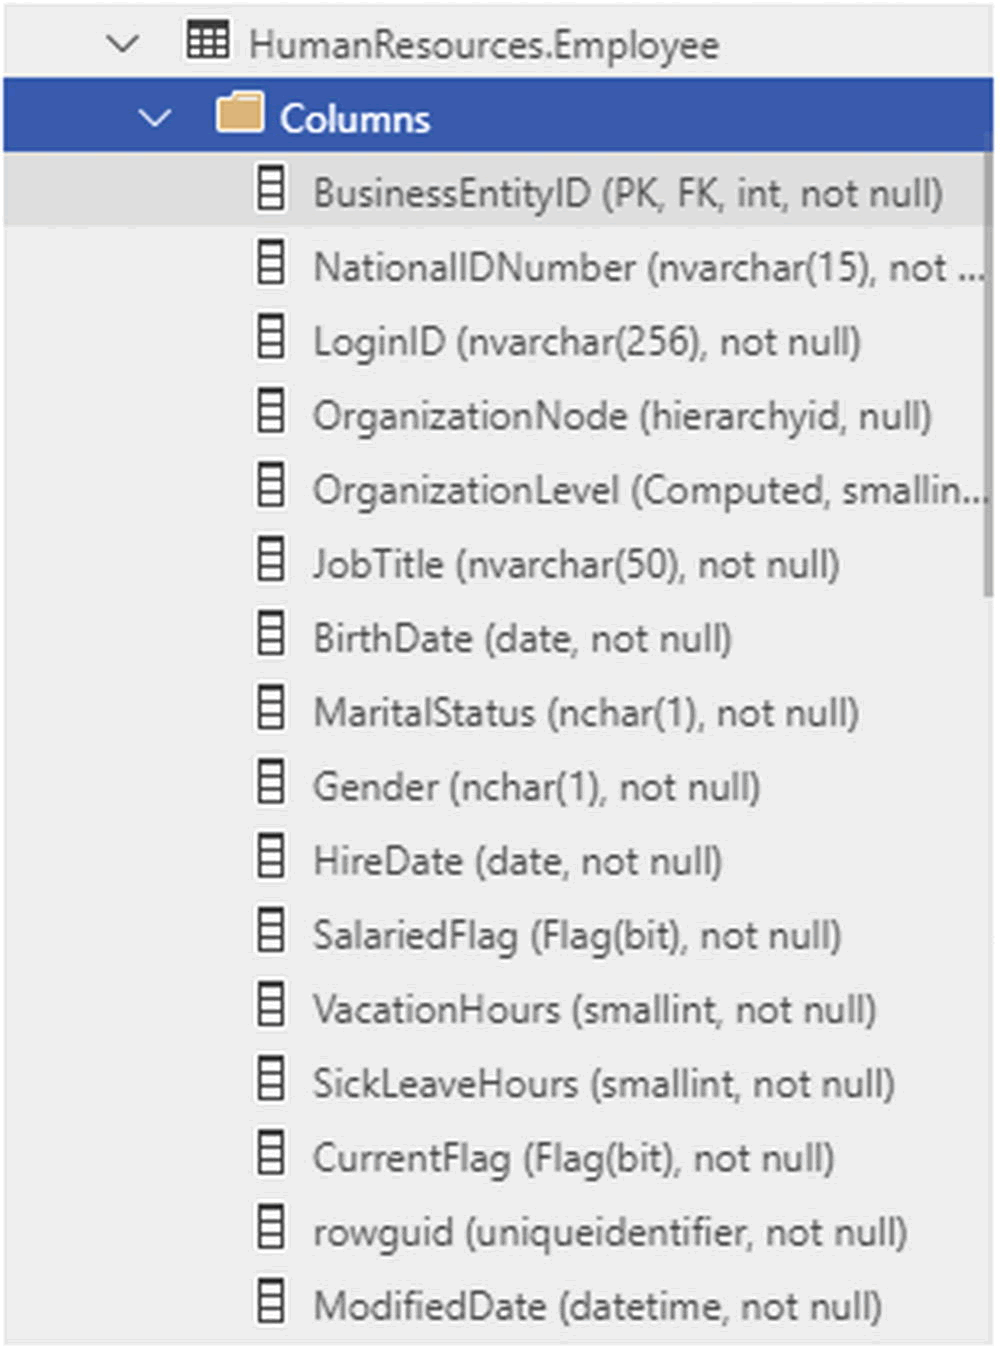 HumanResources.Employee
Columns
BusinessEntityID (PK, FK, int, not null)
NationalIDNumber (nvarchar(15), not ...
LoginID (nvarchar(256), not null)
OrganizationNode (hierarchyid, null)
OrganizationLevel (Computed, smallin...
JobTitle (nvarchar(50), not null)
BirthDate (date, not null)
MaritalStatus (nchar(1), not null)
Gender (nchar(1), not null)
HireDate (date, not null)
SalariedFlag (Flag(bit), not null)
VacationHours (smallint, not null)
SickLeaveHours (smallint, not null)
CurrentFlag (Flag(bit), not null)
rowguid (uniqueidentifier, not null)
ModifiedDate (datetime, not null)